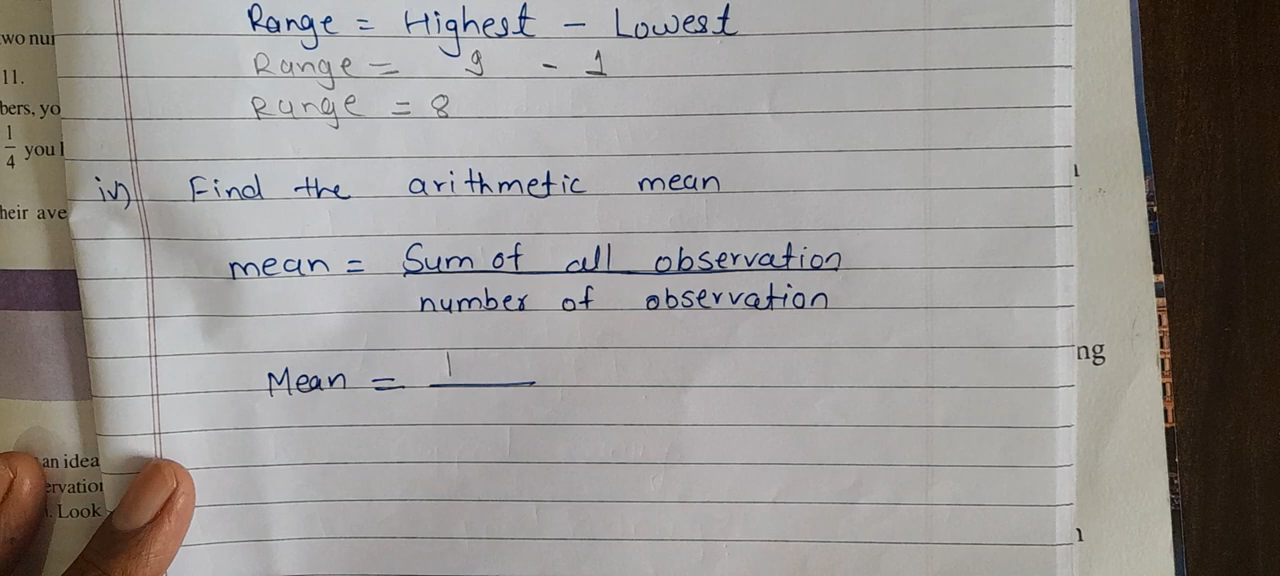 Range = Highest - Lowest
Range = 9 - 1
Range = 8
iv) Find the arithmetic mean
mean = Sum of all observation
number of observation
Mean = 1
wo nu
11.
bers, yo
1
4 you
heir ave
an idea
ervation
. Look
ng